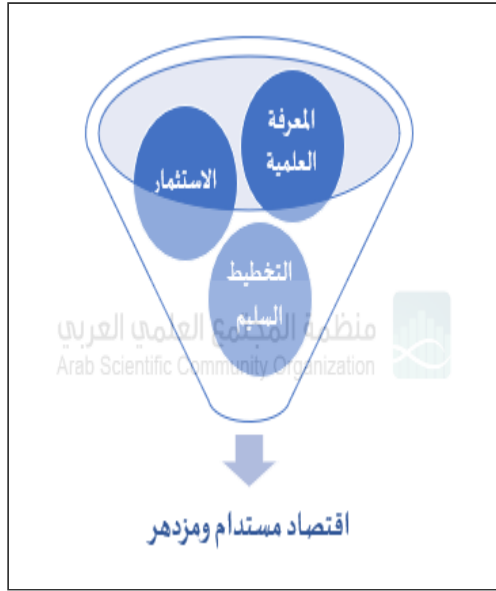 المعرفة
العلمية
الاستثمار
التخطيط
السليم
منظمة المجتمع العلمي العربي
Arab Scientific Community Organization
اقتصاد مستدام ومزدهر